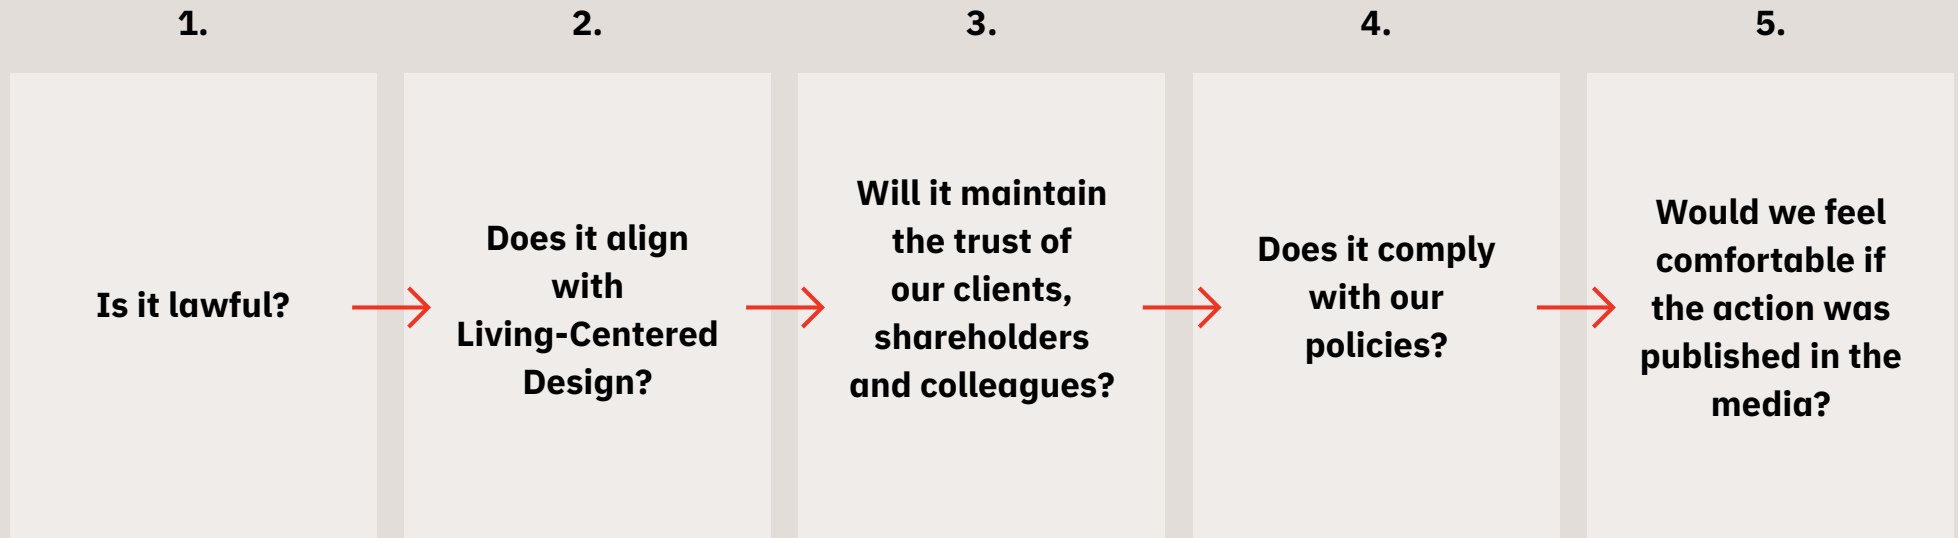 1.
Is it lawful?
2.
Does it align
with
Living-Centered
Design?
3.
Will it maintain
the trust of
our clients,
shareholders
and colleagues?
4.
Does it comply
with our
policies?
5.
Would we feel
comfortable if
the action was
published in the
media?